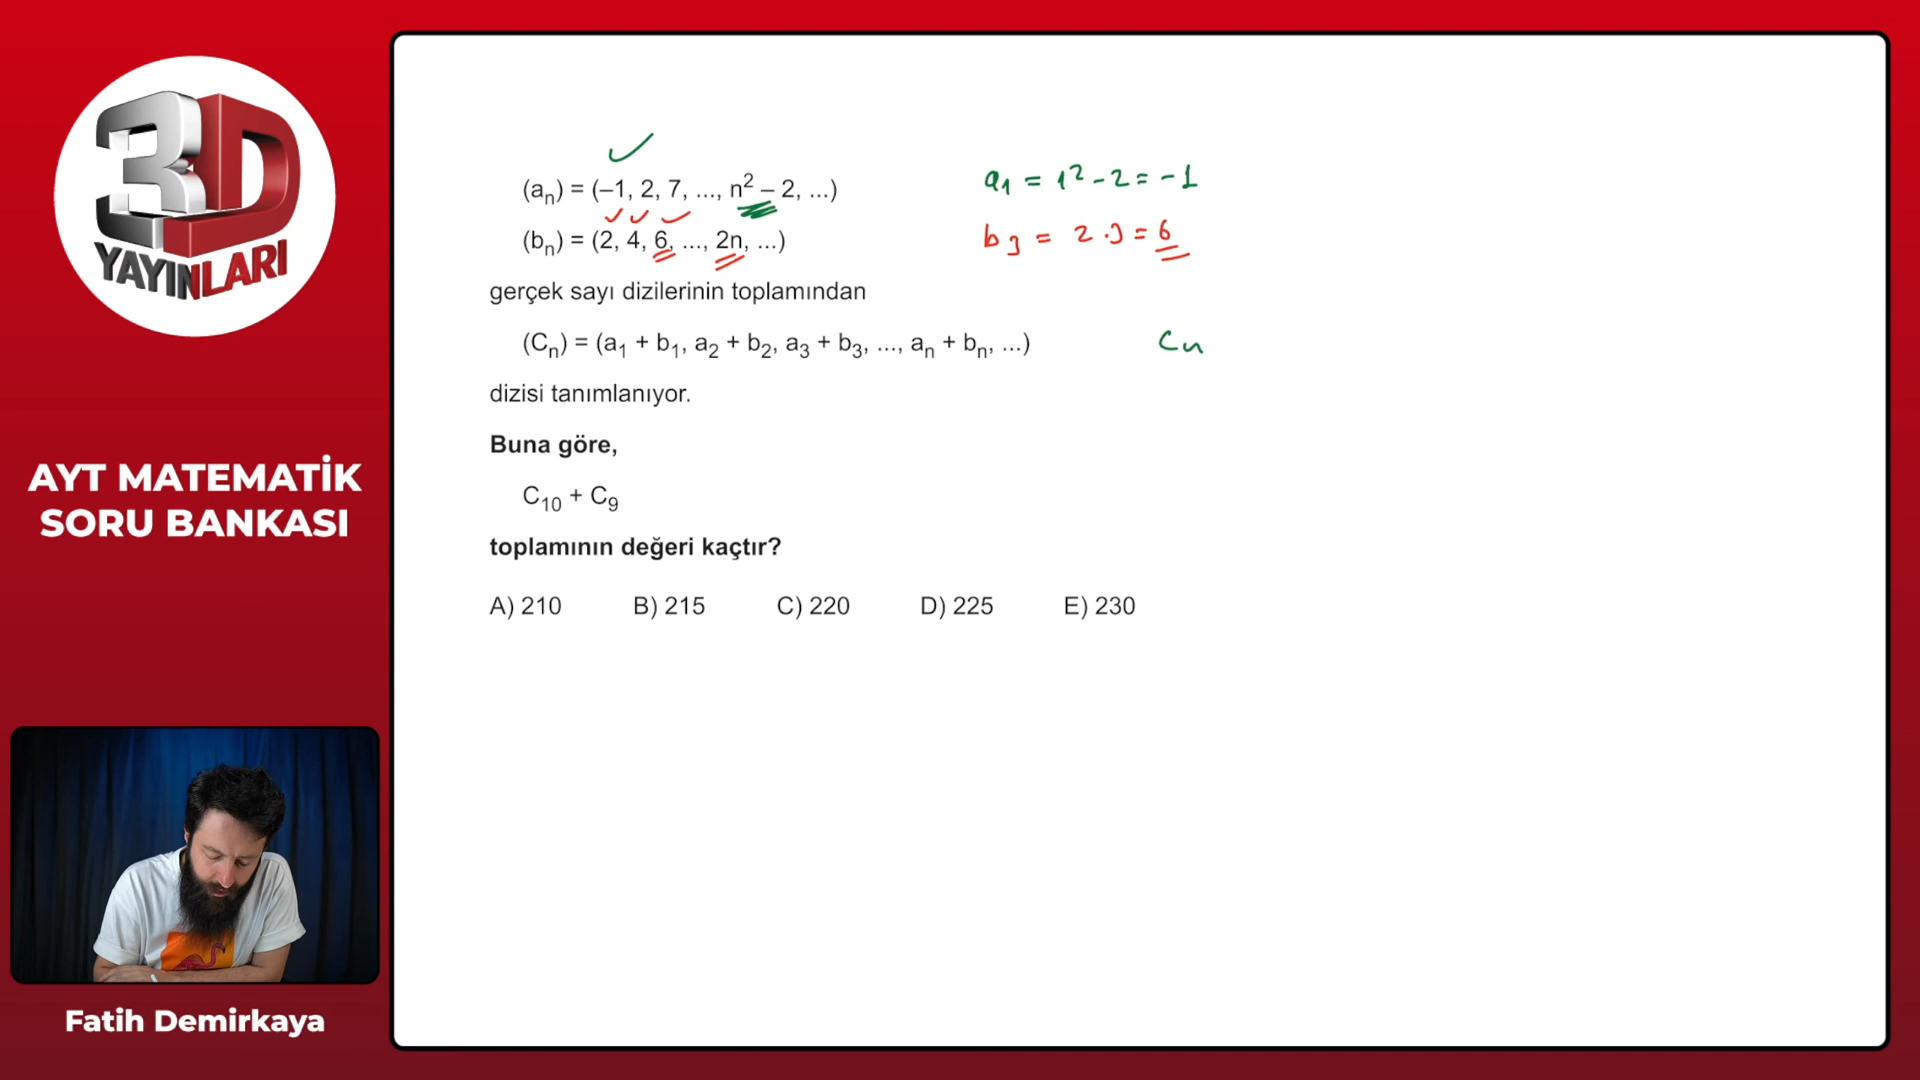 3D
YAYINLARI
AYT MATEMATİK
SORU BANKASI
Fatih Demirkaya
(aₙ) = (–1, 2, 7, ..., n² – 2, ...)
(bₙ) = (2, 4, 6, ..., 2n, ...)
gerçek sayı dizilerinin toplamından
(Cₙ) = (a₁ + b₁, a₂ + b₂, a₃ + b₃, ..., aₙ + bₙ, ...)
dizisi tanımlanıyor.
Buna göre,
C₁₀ + C₉
toplamının değeri kaçtır?
A) 210 B) 215 C) 220 D) 225 E) 230
a₁ = 1² - 2 = -1
b₃ = 2 . 3 = 6
Cₙ